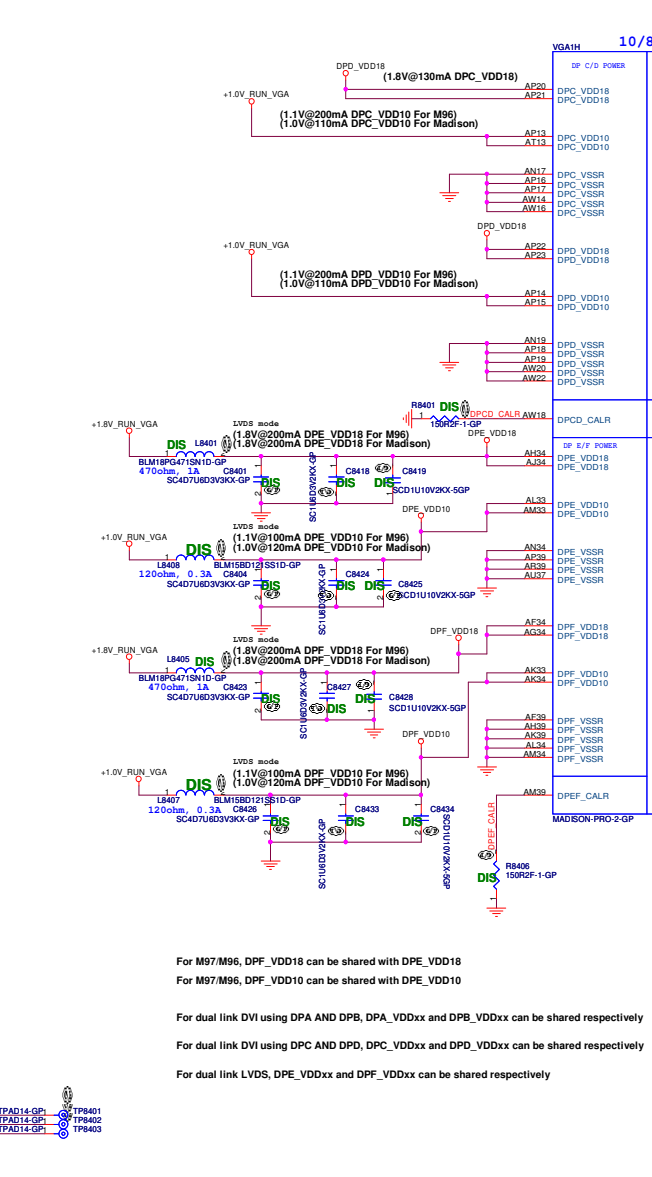 10/8
VGA1H
DP C/D POWER
DPD_VDD18
(1.8V@130mA DPC_VDD18)
AP20 DPC_VDD18
AP21 DPC_VDD18
+1.0V_RUN_VGA
(1.1V@200mA DPC_VDD10 For M96)
(1.0V@110mA DPC_VDD10 For Madison)
AP13 DPC_VDD10
AT13 DPC_VDD10
AN17 DPC_VSSR
AP16 DPC_VSSR
AP17 DPC_VSSR
AW14 DPC_VSSR
AW16 DPC_VSSR
DPD_VDD18
AP22 DPD_VDD18
AP23 DPD_VDD18
+1.0V_RUN_VGA
(1.1V@200mA DPD_VDD10 For M96)
(1.0V@110mA DPD_VDD10 For Madison)
AP14 DPD_VDD10
AP15 DPD_VDD10
AN19 DPD_VSSR
AP18 DPD_VSSR
AP19 DPD_VSSR
AW20 DPD_VSSR
AW22 DPD_VSSR
R8401 DIS
1 DPCD_CALR AW18 DPCD_CALR
150R2F-1-GP
+1.8V_RUN_VGA
LVDS mode
(1.8V@200mA DPE_VDD18 For M96)
(1.8V@200mA DPE_VDD18 For Madison)
DPE_VDD18
DP E/F POWER
DIS L8401
1 2
BLM18PG471SN1D-GP
470ohm, 1A C8401
SC4D7U6D3V3KX-GP DIS
C8418 DIS
SC1U6D3V2KX-GP
C8419
SCD1U10V2KX-5GP
AH34 DPE_VDD18
AJ34 DPE_VDD18
DPE_VDD10
AL33 DPE_VDD10
AM33 DPE_VDD10
+1.0V_RUN_VGA
LVDS mode
(1.1V@100mA DPE_VDD10 For M96)
(1.0V@120mA DPE_VDD10 For Madison)
DIS
L8408 BLM15BD121SS1D-GP
120ohm, 0.3A C8404
SC4D7U6D3V3KX-GP DIS
C8424 DIS
SC1U6D3V2KX-GP
C8425 DIS
SCD1U10V2KX-5GP
AN34 DPE_VSSR
AP39 DPE_VSSR
AR39 DPE_VSSR
AU37 DPE_VSSR
AF34 DPF_VDD18
AG34 DPF_VDD18
DPF_VDD18
+1.8V_RUN_VGA
LVDS mode
(1.8V@200mA DPF_VDD18 For M96)
(1.8V@200mA DPF_VDD18 For Madison)
L8405 DIS
BLM18PG471SN1D-GP
470ohm, 1A C8423
SC4D7U6D3V3KX-GP DIS
C8427 DIS
SC1U6D3V2KX-GP
DIS C8428
SCD1U10V2KX-5GP
AK33 DPF_VDD10
AK34 DPF_VDD10
AF39 DPF_VSSR
AH39 DPF_VSSR
AK39 DPF_VSSR
AL34 DPF_VSSR
AM34 DPF_VSSR
DPF_VDD10
+1.0V_RUN_VGA
LVDS mode
(1.1V@100mA DPF_VDD10 For M96)
(1.0V@120mA DPF_VDD10 For Madison)
DIS
L8407 BLM15BD121SS1D-GP
120ohm, 0.3A C8426
SC4D7U6D3V3KX-GP DIS
C8433 DIS
SC1U6D3V2KX-GP
C8434 DIS
SCD1U10V2KX-5GP
AM39 DPEF_CALR
DPEF_CALR
MADISON-PRO-2-GP
R8406
DIS 150R2F-1-GP
For M97/M96, DPF_VDD18 can be shared with DPE_VDD18
For M97/M96, DPF_VDD10 can be shared with DPE_VDD10
For dual link DVI using DPA AND DPB, DPA_VDDxx and DPB_VDDxx can be shared respectively
For dual link DVI using DPC AND DPD, DPC_VDDxx and DPD_VDDxx can be shared respectively
For dual link LVDS, DPE_VDDxx and DPF_VDDxx can be shared respectively
TPAD14-GP 1 TP8401
TPAD14-GP 1 TP8402
TPAD14-GP 1 TP8403